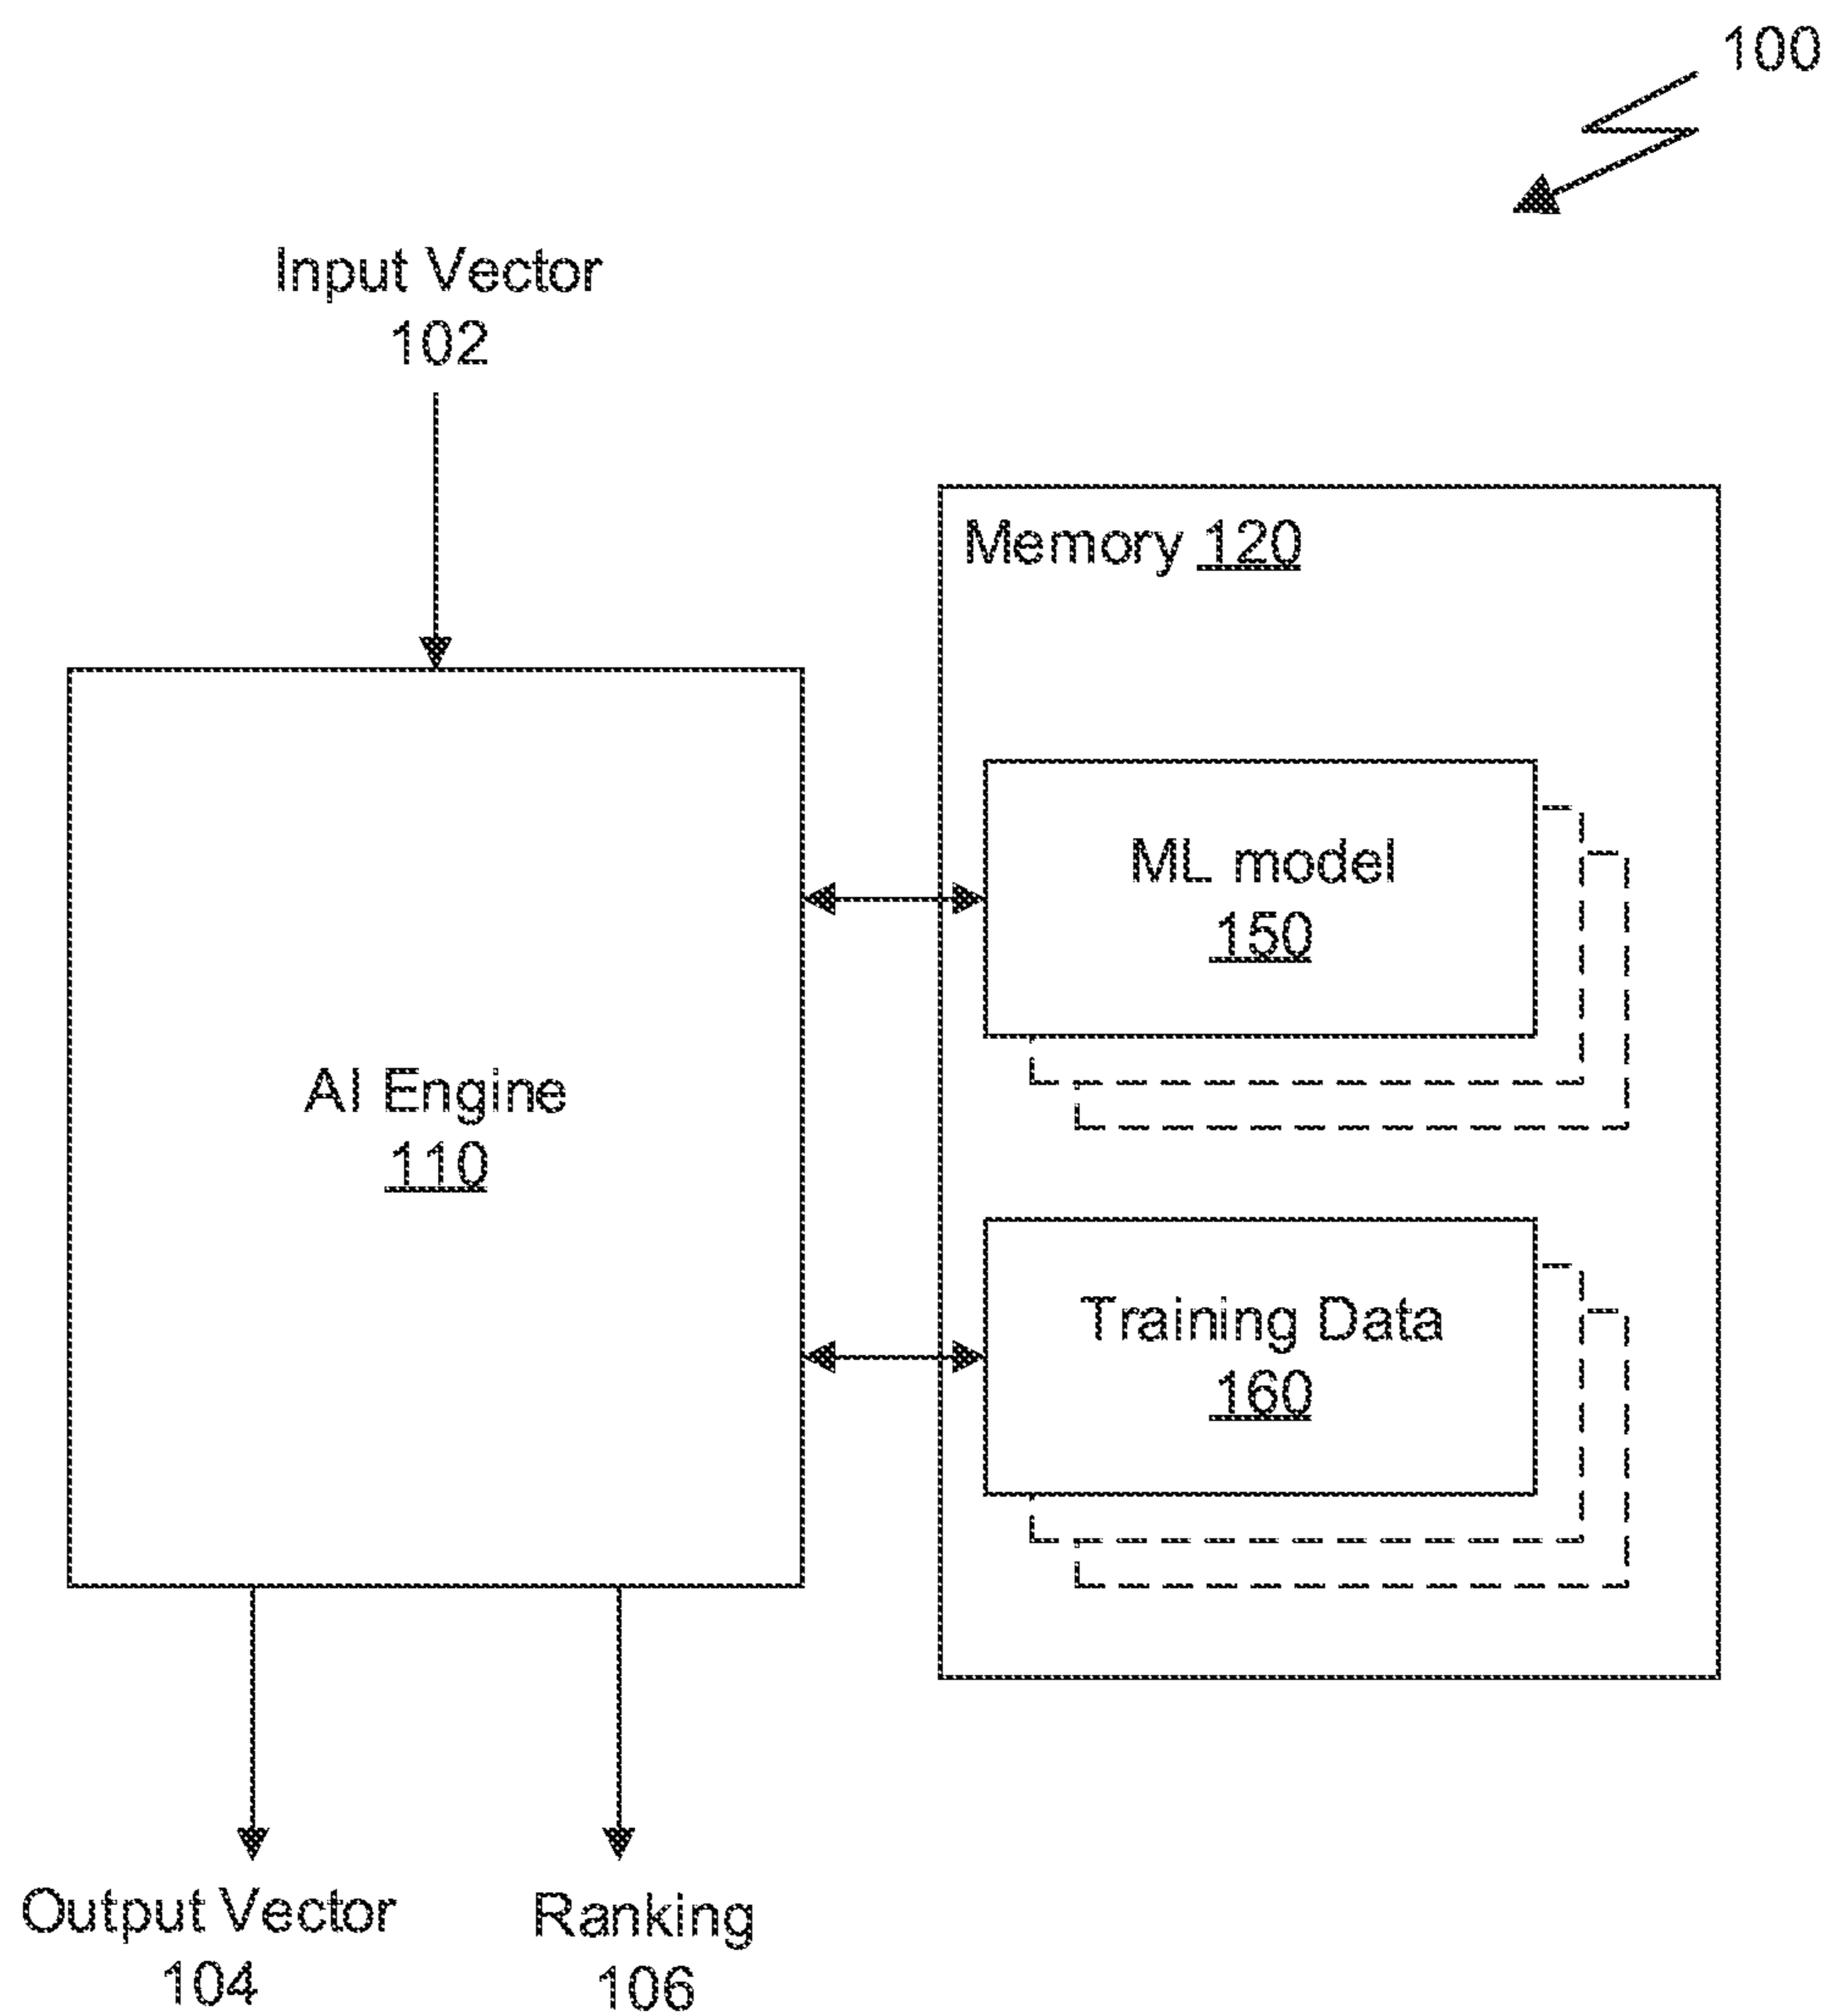 100
Input Vector
102
Memory 120
ML model
150
AI Engine
110
Training Data
160
Output Vector
104
Ranking
106